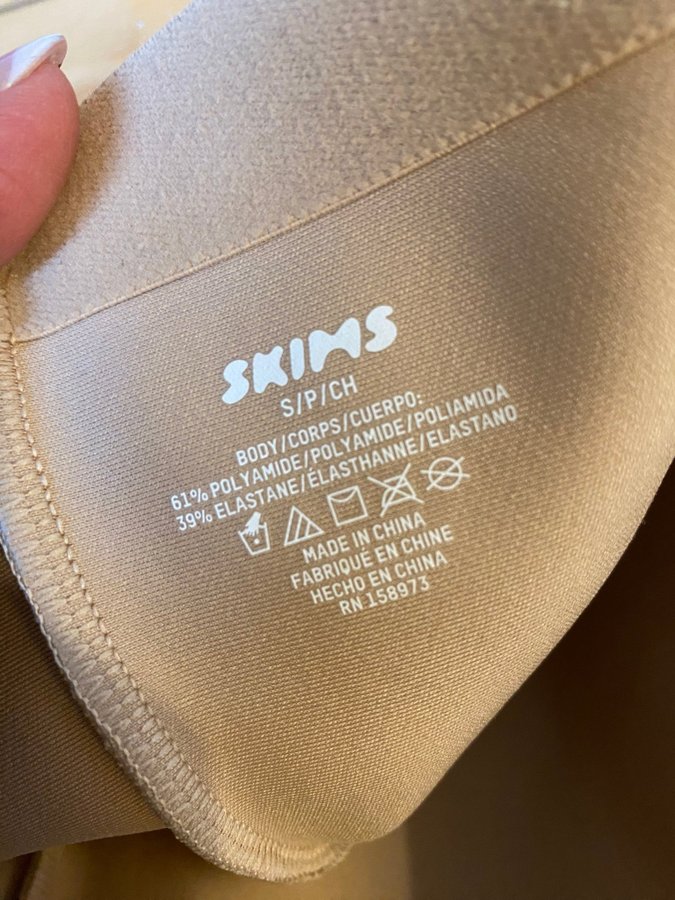 SKIMS
S/P/CH
BODY/CORPS/CUERPO:
61% POLYAMIDE/POLYAMIDE/POLIAMIDA
39% ELASTANE/ÉLASTHANNE/ELASTANO
MADE IN CHINA
FABRIQUÉ EN CHINE
HECHO EN CHINA
RN 158973